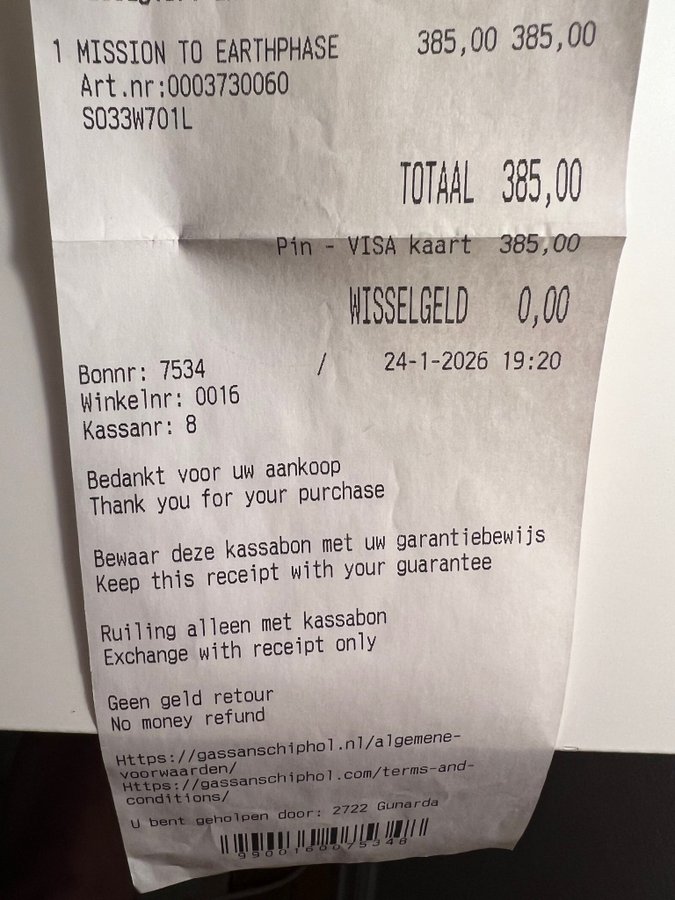 1 MISSION TO EARTHPHASE 385,00 385,00
Art.nr:0003730060
SO33W701L
TOTAAL 385,00
Pin - VISA kaart 385,00
WISSELGELD 0,00
Bonnr: 7534 / 24-1-2026 19:20
Winkelnr: 0016
Kassanr: 8
Bedankt voor uw aankoop
Thank you for your purchase
Bewaar deze kassabon met uw garantiebewijs
Keep this receipt with your guarantee
Ruiling alleen met kassabon
Exchange with receipt only
Geen geld retour
No money refund
Https://gassanschiphol.nl/algemene-
voorwaarden/
Https://gassanschiphol.com/terms-and-
conditions/
U bent geholpen door: 2722 Gunarda
9900160075348